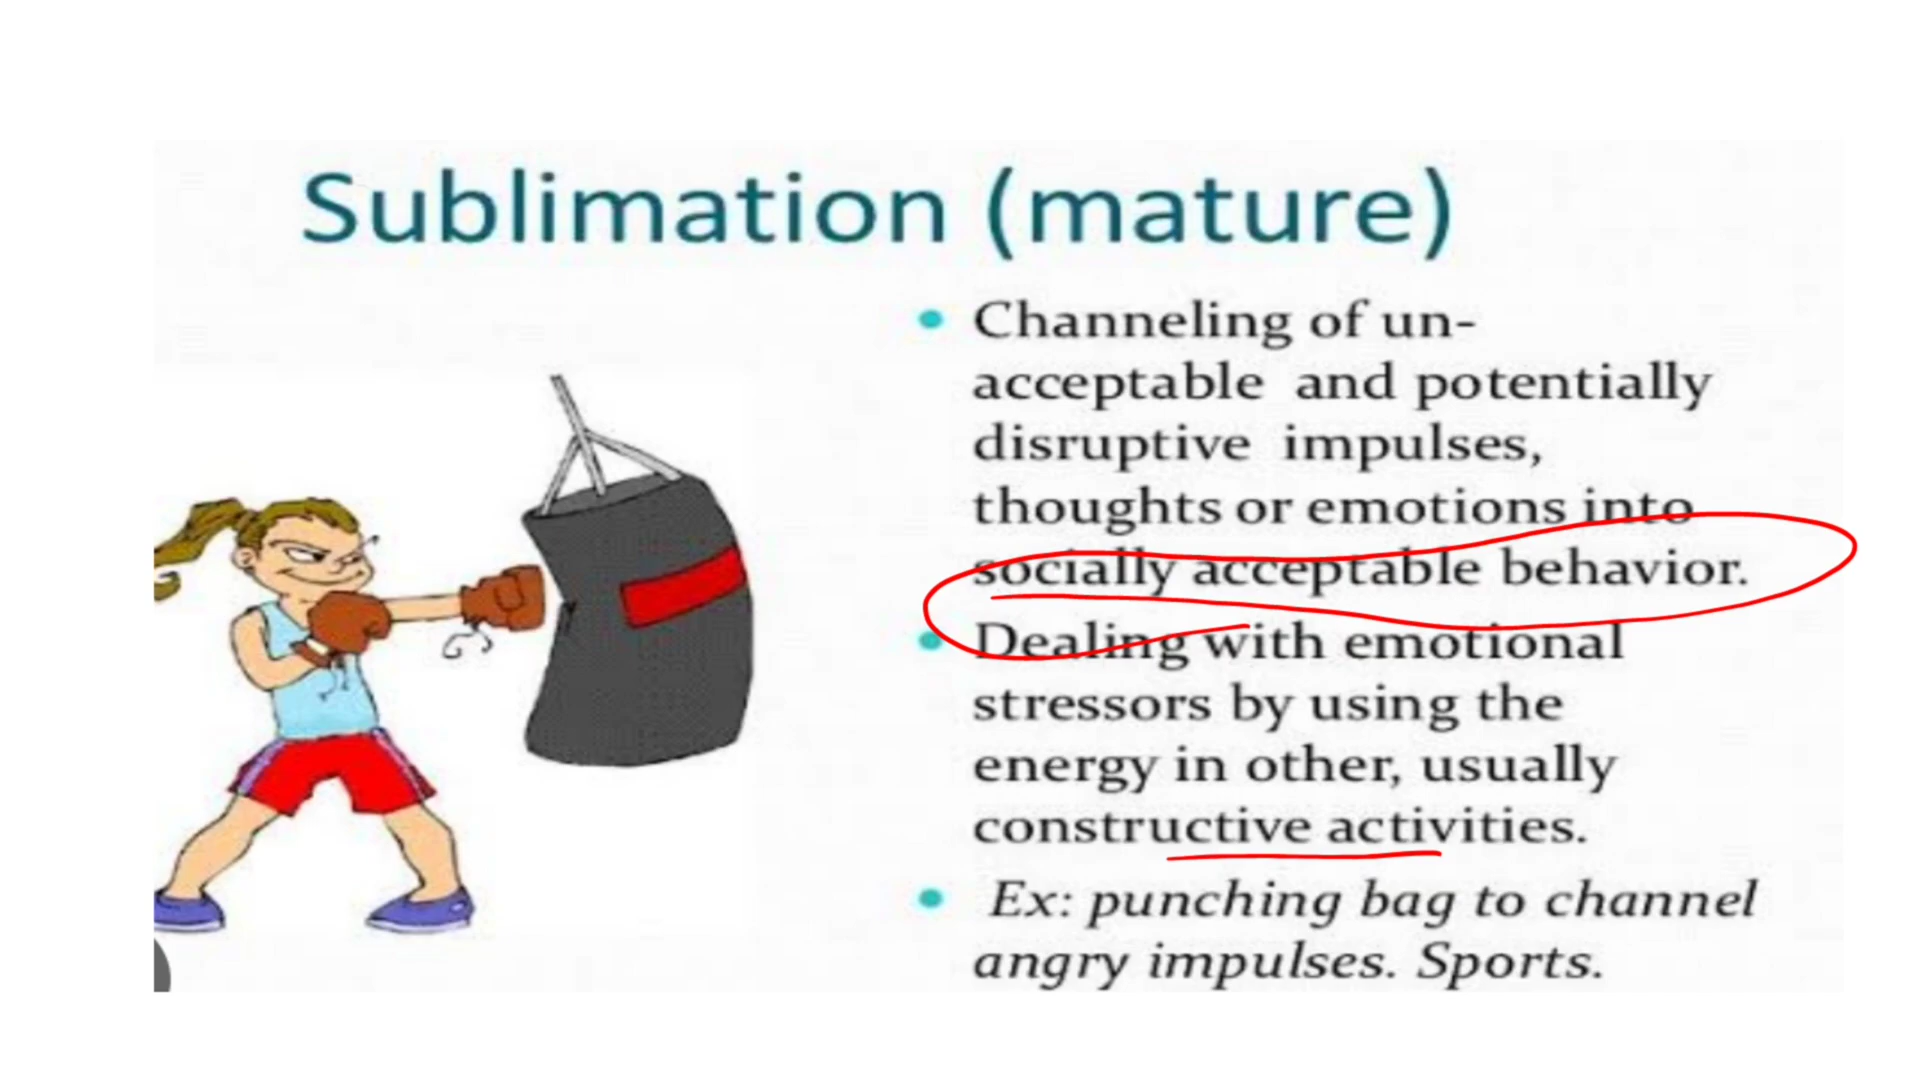 Sublimation (mature)
• Channeling of un-
acceptable and potentially
disruptive impulses,
thoughts or emotions into
socially acceptable behavior.
• Dealing with emotional
stressors by using the
energy in other, usually
constructive activities.
• Ex: punching bag to channel
angry impulses. Sports.